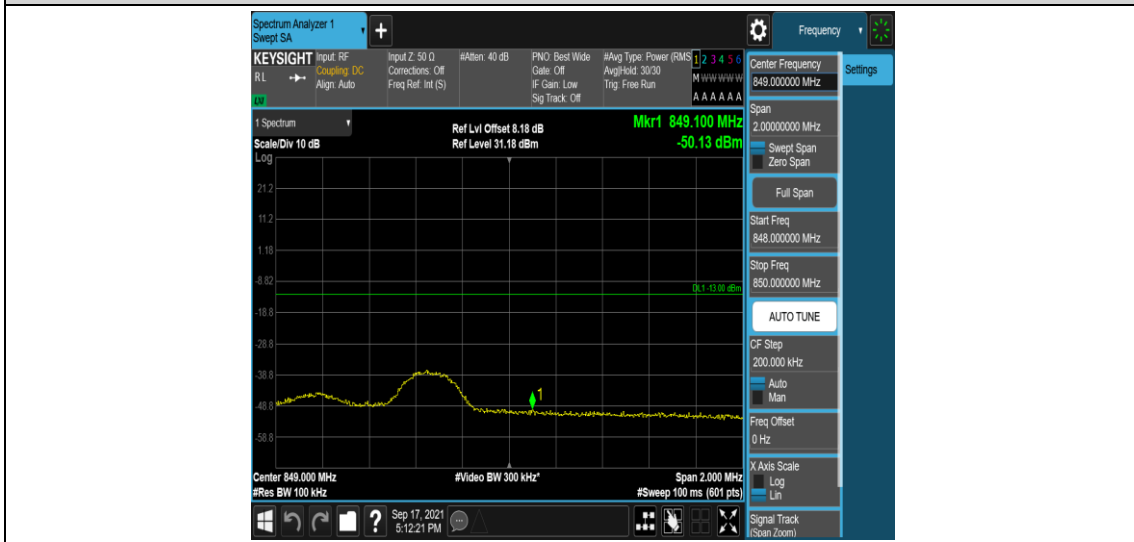 Spectrum Analyzer 1
Swept SA
+
Frequency
KEYSIGHT
RL
LXI
Input: RF
Coupling: DC
Align: Auto
Input Z: 50 Ω
Corrections: Off
Freq Ref: Int (S)
#Atten: 40 dB
PNO: Best Wide
Gate: Off
IF Gain: Low
Sig Track: Off
#Avg Type: Power (RMS
Avg|Hold: 30/30
Trig: Free Run
1 2 3 4 5 6
M W W W W W
A A A A A A
Center Frequency
849.000000 MHz
Settings
1 Spectrum
Scale/Div 10 dB
Log
Ref Lvl Offset 8.18 dB
Ref Level 31.18 dBm
Mkr1 849.100 MHz
-50.13 dBm
21.2
11.2
1.18
-8.82
-18.8
-28.8
-38.8
-48.8
-58.8
DL1 -13.00 dBm
1
Center 849.000 MHz
#Res BW 100 kHz
#Video BW 300 kHz*
Span 2.000 MHz
#Sweep 100 ms (601 pts)
Span
2.00000000 MHz
Swept Span
Zero Span
Full Span
Start Freq
848.000000 MHz
Stop Freq
850.000000 MHz
AUTO TUNE
CF Step
200.000 kHz
Auto
Man
Freq Offset
0 Hz
X Axis Scale
Log
Lin
Signal Track
(Span Zoom)
?
Sep 17, 2021
5:12:21 PM